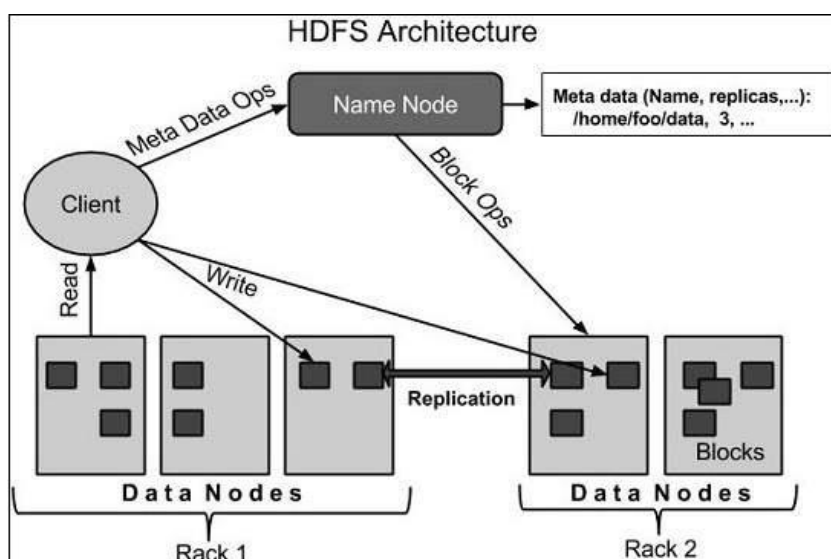 HDFS Architecture
Name Node
Meta data (Name, replicas,...):
/home/foo/data, 3, ...
Meta Data Ops
Client
Block Ops
Read
Write
Replication
Blocks
Data Nodes
Data Nodes
Rack 1
Rack 2